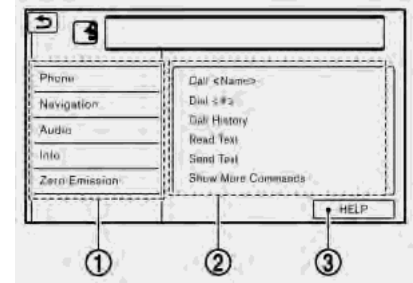 Phone
Navigation
Audio
Info
Zero Emission
Call <Name>
Dial <#>
Call History
Read Text
Send Text
Show More Commands
HELP
1
2
3